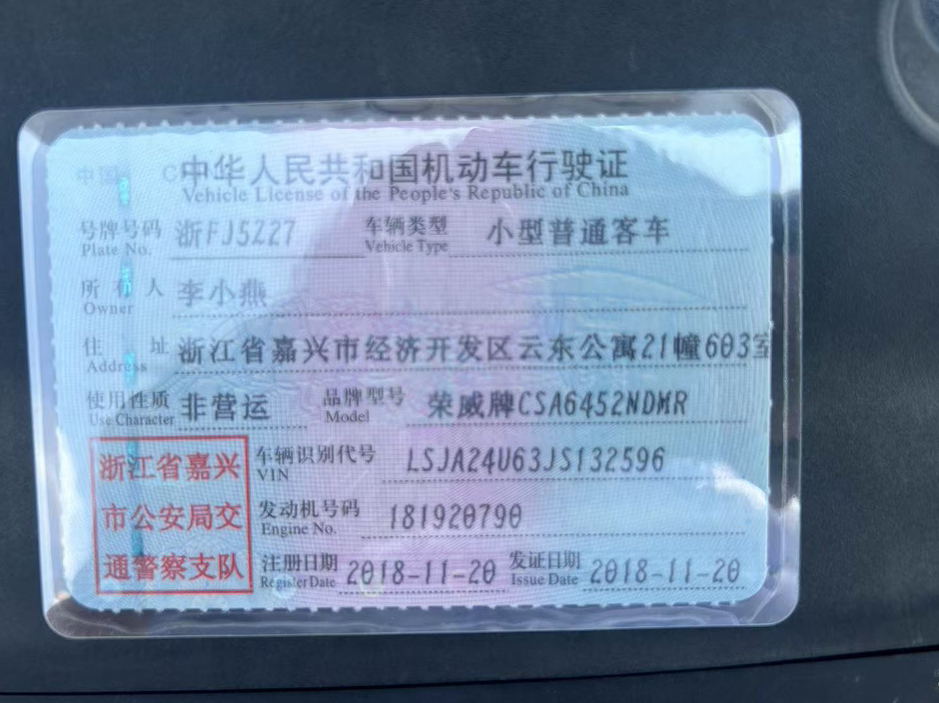 中华人民共和国机动车行驶证
Vehicle License of the People's Republic of China
号牌号码 浙FJ5Z27 车辆类型 小型普通客车
Plate No. Vehicle Type
所有人 李小燕
Owner
住址 浙江省嘉兴市经济开发区云东公寓21幢603室
Address
使用性质 非营运 品牌型号 荣威牌CSA6452NDMR
Use Character Model
浙江省嘉兴 车辆识别代号 LSJA24U63JS132596
VIN
市公安局交 发动机号码 181920790
Engine No.
通警察支队 注册日期 2018-11-20 发证日期 2018-11-20
Register Date Issue Date